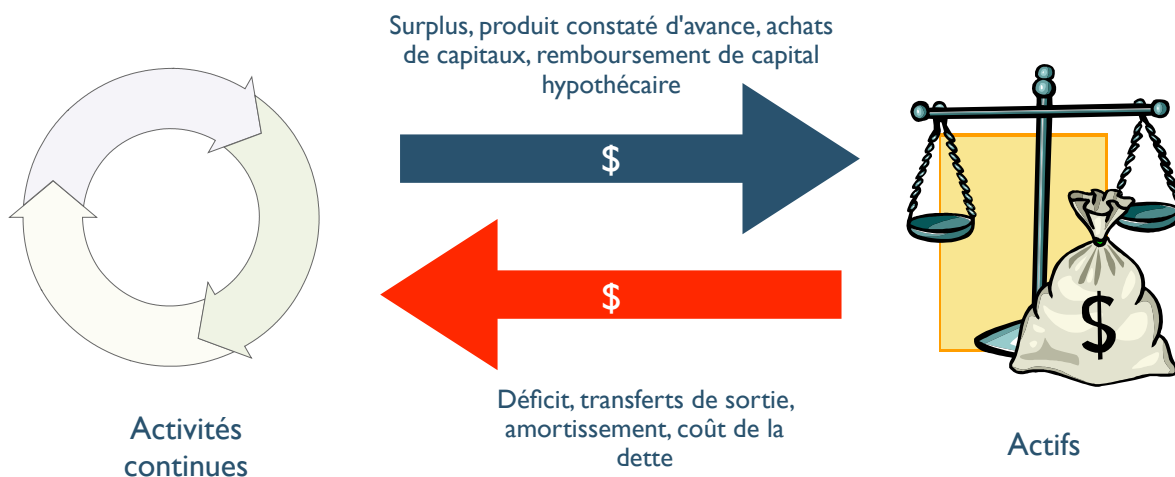 Surplus, produit constaté d'avance, achats
de capitaux, remboursement de capital
hypothécaire
$
$
$
Déficit, transferts de sortie,
amortissement, coût de la
dette
Activités
continues
Actifs